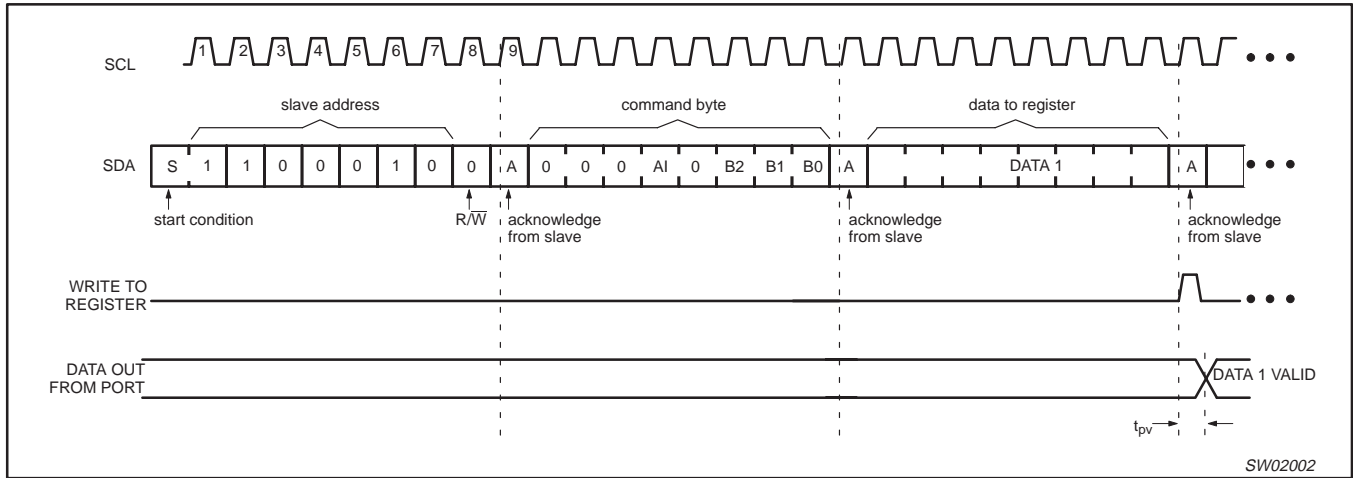 SCL 1 2 3 4 5 6 7 8 9
slave address command byte data to register
SDA S 1 1 0 0 0 1 0 0 A 0 0 0 AI 0 B2 B1 B0 A DATA 1 A
start condition R/W̅ acknowledge from slave acknowledge from slave acknowledge from slave
WRITE TO
REGISTER
DATA OUT
FROM PORT
DATA 1 VALID
tpv
SW02002